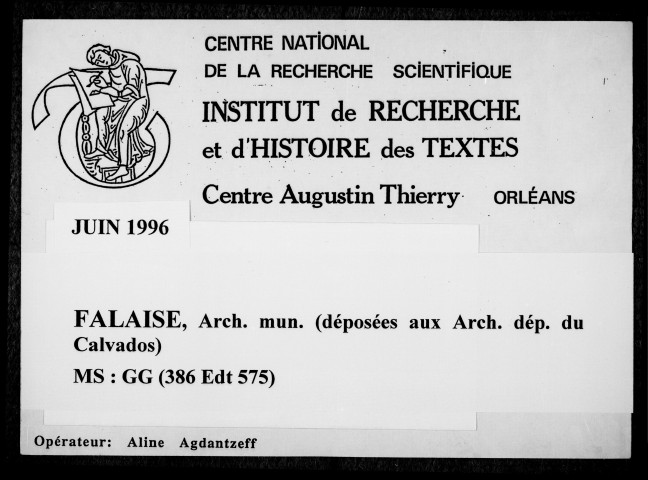 CENTRE NATIONAL
DE LA RECHERCHE SCIENTIFIQUE
INSTITUT de RECHERCHE
et d'HISTOIRE des TEXTES
Centre Augustin Thierry ORLÉANS
JUIN 1996
FALAISE, Arch. mun. (déposées aux Arch. dép. du
Calvados)
MS : GG (386 Edt 575)
Opérateur: Aline Agdantzeff